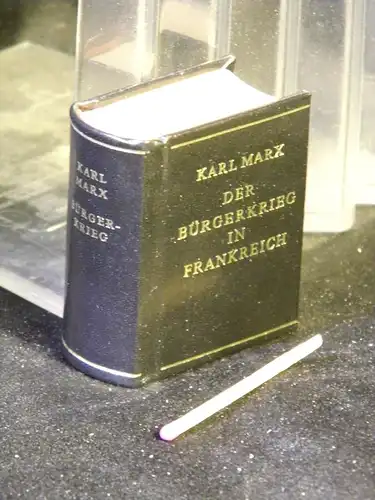 KARL
MARX
BÜRGER-
KRIEG
KARL MARX
DER
BÜRGERKRIEG
IN
FRANKREICH